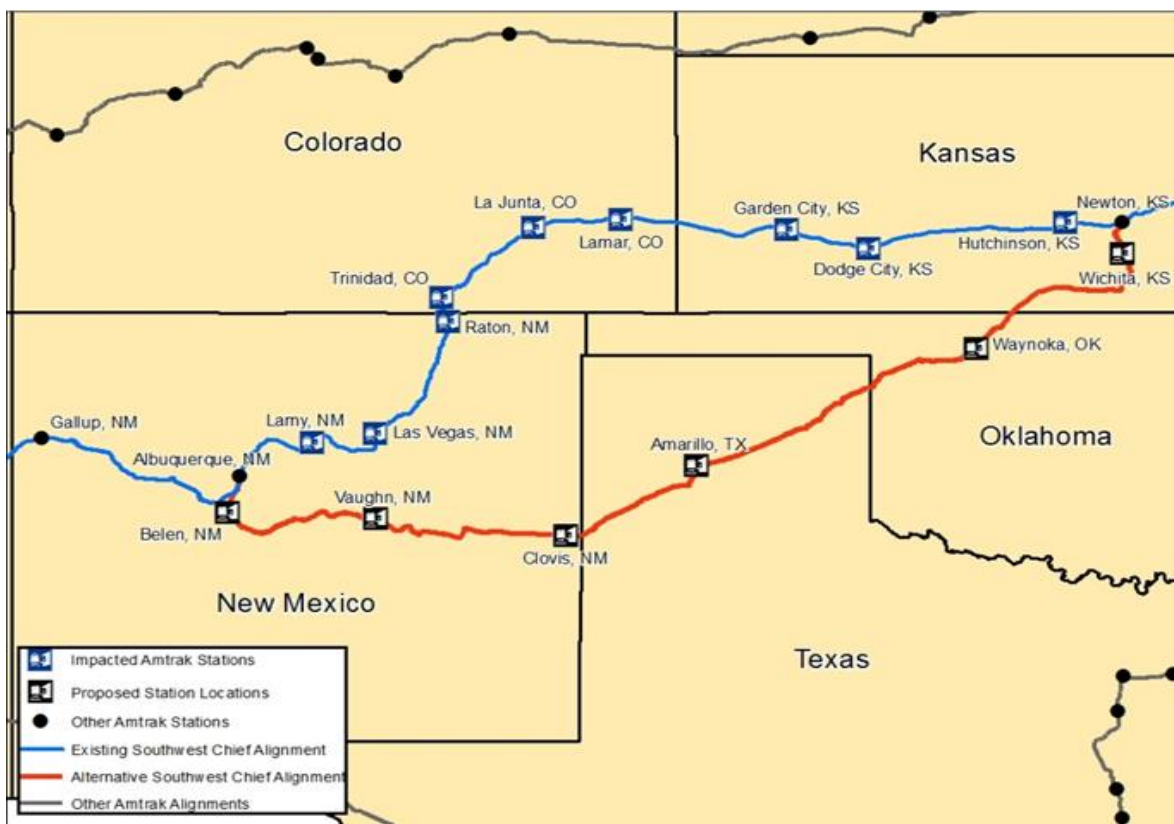 Colorado
Kansas
La Junta, CO
Garden City, KS
Newton, KS
Lamar, CO
Hutchinson, KS
Dodge City, KS
Trinidad, CO
Wichita, KS
Raton, NM
Waynoka, OK
Gallup, NM
Lamy, NM
Las Vegas, NM
Oklahoma
Albuquerque, NM
Amarillo, TX
Vaughn, NM
Belen, NM
Clovis, NM
New Mexico
Texas
Impacted Amtrak Stations
Proposed Station Locations
Other Amtrak Stations
Existing Southwest Chief Alignment
Alternative Southwest Chief Alignment
Other Amtrak Alignments